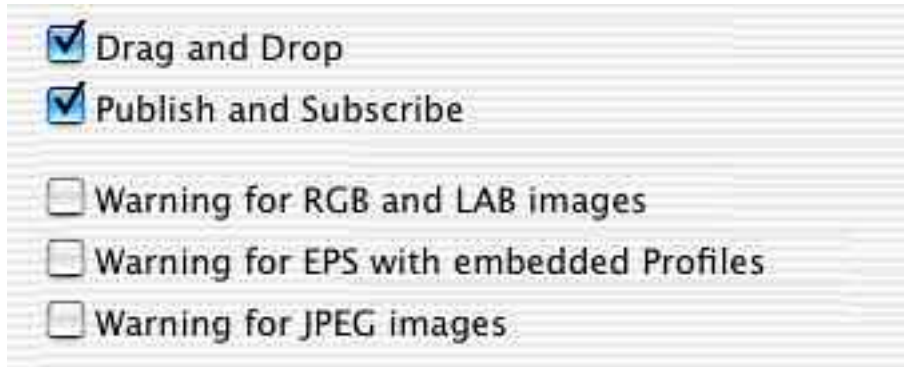 Drag and Drop
Publish and Subscribe
Warning for RGB and LAB images
Warning for EPS with embedded Profiles
Warning for JPEG images